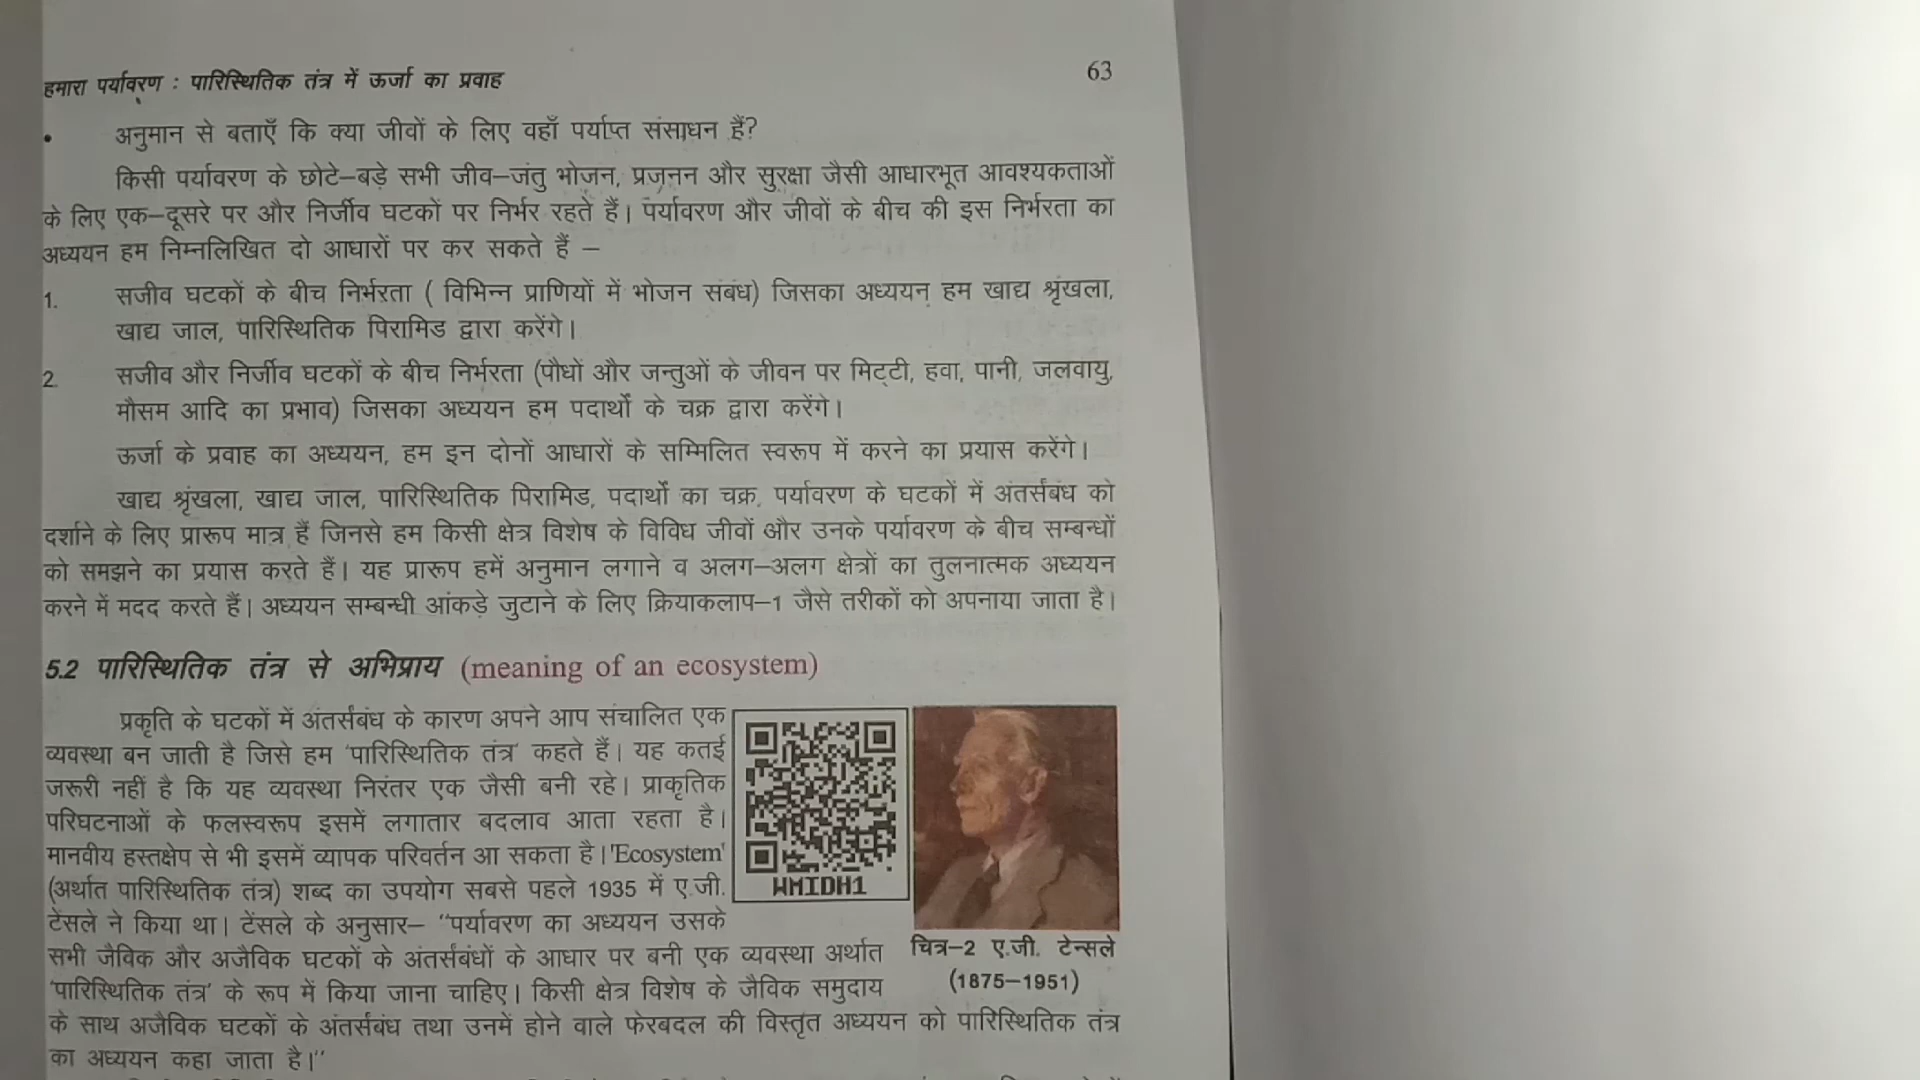 हमारा पर्यावरण : पारिस्थितिक तंत्र में ऊर्जा का प्रवाह
63
• अनुमान से बताएँ कि क्या जीवों के लिए वहाँ पर्याप्त संसाधन हैं?
किसी पर्यावरण के छोटे–बड़े सभी जीव–जंतु भोजन, प्रजनन और सुरक्षा जैसी आधारभूत आवश्यकताओं
के लिए एक–दूसरे पर और निर्जीव घटकों पर निर्भर रहते हैं। पर्यावरण और जीवों के बीच की इस निर्भरता का
अध्ययन हम निम्नलिखित दो आधारों पर कर सकते हैं –
1. सजीव घटकों के बीच निर्भरता ( विभिन्न प्राणियों में भोजन संबंध) जिसका अध्ययन हम खाद्य श्रृंखला,
खाद्य जाल, पारिस्थितिक पिरामिड द्वारा करेंगे।
2. सजीव और निर्जीव घटकों के बीच निर्भरता (पौधों और जन्तुओं के जीवन पर मिट्टी, हवा, पानी, जलवायु,
मौसम आदि का प्रभाव) जिसका अध्ययन हम पदार्थों के चक्र द्वारा करेंगे।
ऊर्जा के प्रवाह का अध्ययन, हम इन दोनों आधारों के सम्मिलित स्वरूप में करने का प्रयास करेंगे।
खाद्य श्रृंखला, खाद्य जाल, पारिस्थितिक पिरामिड, पदार्थों का चक्र, पर्यावरण के घटकों में अंतर्संबंध को
दर्शाने के लिए प्रारूप मात्र हैं जिनसे हम किसी क्षेत्र विशेष के विविध जीवों और उनके पर्यावरण के बीच सम्बन्धों
को समझने का प्रयास करते हैं। यह प्रारूप हमें अनुमान लगाने व अलग–अलग क्षेत्रों का तुलनात्मक अध्ययन
करने में मदद करते हैं। अध्ययन सम्बन्धी आंकड़े जुटाने के लिए क्रियाकलाप–1 जैसे तरीकों को अपनाया जाता है।
5.2 पारिस्थितिक तंत्र से अभिप्राय (meaning of an ecosystem)
प्रकृति के घटकों में अंतर्संबंध के कारण अपने आप संचालित एक
व्यवस्था बन जाती है जिसे हम 'पारिस्थितिक तंत्र' कहते हैं। यह कतई
जरूरी नहीं है कि यह व्यवस्था निरंतर एक जैसी बनी रहे। प्राकृतिक
परिघटनाओं के फलस्वरूप इसमें लगातार बदलाव आता रहता है।
मानवीय हस्तक्षेप से भी इसमें व्यापक परिवर्तन आ सकता है। 'Ecosystem'
(अर्थात पारिस्थितिक तंत्र) शब्द का उपयोग सबसे पहले 1935 में ए.जी.
टेंसले ने किया था। टेंसले के अनुसार– "पर्यावरण का अध्ययन उसके
सभी जैविक और अजैविक घटकों के अंतर्संबंधों के आधार पर बनी एक व्यवस्था अर्थात
'पारिस्थितिक तंत्र' के रूप में किया जाना चाहिए। किसी क्षेत्र विशेष के जैविक समुदाय
के साथ अजैविक घटकों के अंतर्संबंध तथा उनमें होने वाले फेरबदल की विस्तृत अध्ययन को पारिस्थितिक तंत्र
का अध्ययन कहा जाता है।"
WMIDH1
चित्र–2 ए.जी. टेन्सले
(1875–1951)